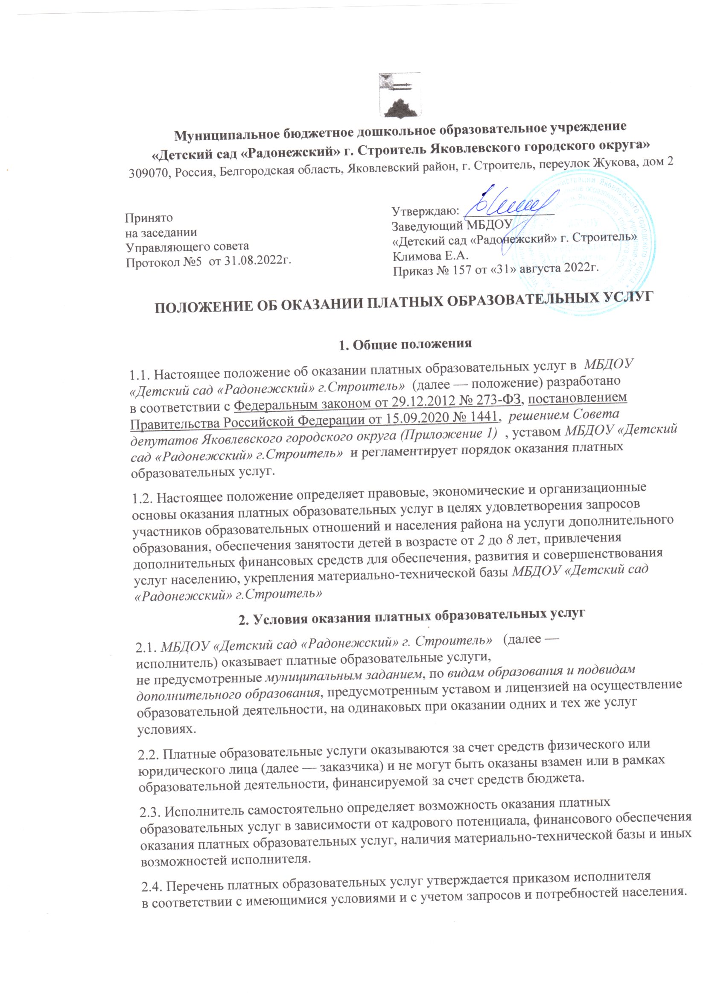 Муниципальное бюджетное дошкольное образовательное учреждение
«Детский сад «Радонежский» г. Строитель Яковлевского городского округа»
309070, Россия, Белгородская область, Яковлевский район, г. Строитель, переулок Жукова, дом 2
Принято
на заседании
Управляющего совета
Протокол №5 от 31.08.2022г.
Утверждаю:
Заведующий МБДОУ
«Детский сад «Радонежский» г. Строитель»
Климова Е.А.
Приказ № 157 от «31» августа 2022г.
ПОЛОЖЕНИЕ ОБ ОКАЗАНИИ ПЛАТНЫХ ОБРАЗОВАТЕЛЬНЫХ УСЛУГ
1. Общие положения
1.1. Настоящее положение об оказании платных образовательных услуг в МБДОУ
«Детский сад «Радонежский» г.Строитель» (далее — положение) разработано
в соответствии с Федеральным законом от 29.12.2012 № 273-ФЗ, постановлением
Правительства Российской Федерации от 15.09.2020 № 1441, решением Совета
депутатов Яковлевского городского округа (Приложение 1) , уставом МБДОУ «Детский
сад «Радонежский» г.Строитель» и регламентирует порядок оказания платных
образовательных услуг.
1.2. Настоящее положение определяет правовые, экономические и организационные
основы оказания платных образовательных услуг в целях удовлетворения запросов
участников образовательных отношений и населения района на услуги дополнительного
образования, обеспечения занятости детей в возрасте от 2 до 8 лет, привлечения
дополнительных финансовых средств для обеспечения, развития и совершенствования
услуг населению, укрепления материально-технической базы МБДОУ «Детский сад
«Радонежский» г.Строитель»
2. Условия оказания платных образовательных услуг
2.1. МБДОУ «Детский сад «Радонежский» г. Строитель» (далее —
исполнитель) оказывает платные образовательные услуги,
не предусмотренные муниципальным заданием, по видам образования и подвидам
дополнительного образования, предусмотренным уставом и лицензией на осуществление
образовательной деятельности, на одинаковых при оказании одних и тех же услуг
условиях.
2.2. Платные образовательные услуги оказываются за счет средств физического или
юридического лица (далее — заказчика) и не могут быть оказаны взамен или в рамках
образовательной деятельности, финансируемой за счет средств бюджета.
2.3. Исполнитель самостоятельно определяет возможность оказания платных
образовательных услуг в зависимости от кадрового потенциала, финансового обеспечения
оказания платных образовательных услуг, наличия материально-технической базы и иных
возможностей исполнителя.
2.4. Перечень платных образовательных услуг утверждается приказом исполнителя
в соответствии с имеющимися условиями и с учетом запросов и потребностей населения.